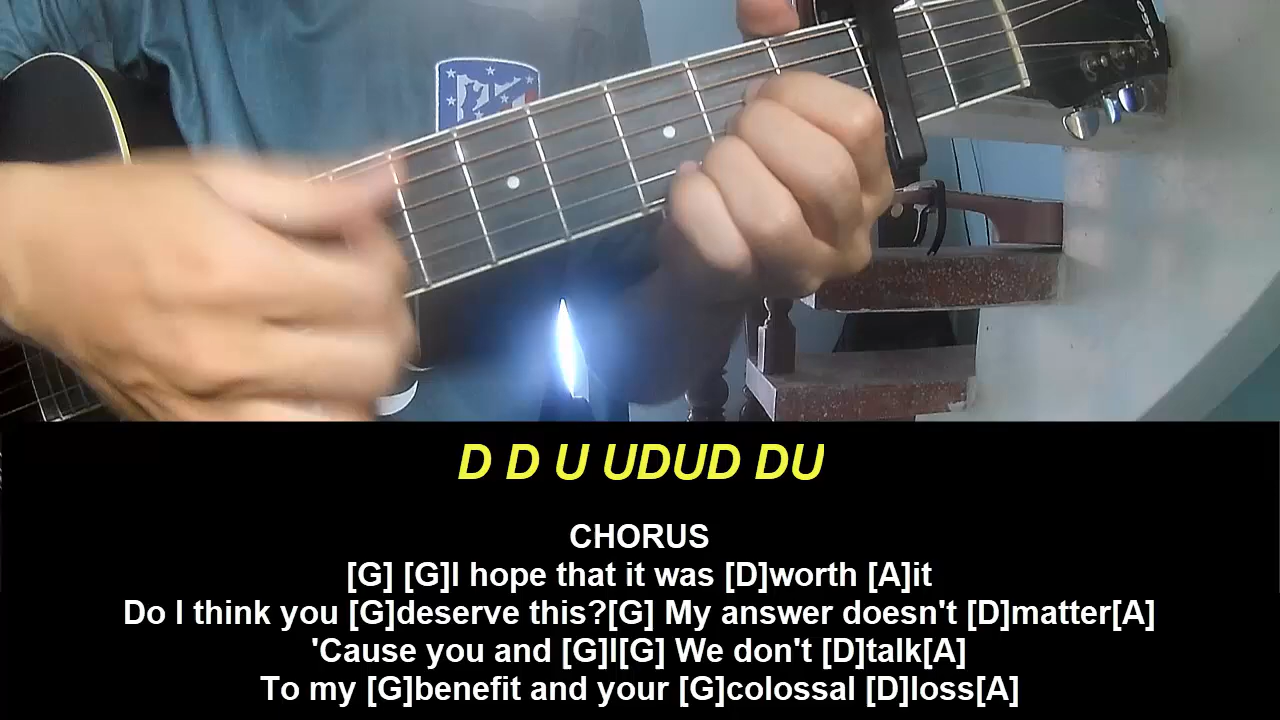 D D U UDUD DU
CHORUS
[G] [G]I hope that it was [D]worth [A]it
Do I think you [G]deserve this?[G] My answer doesn't [D]matter[A]
'Cause you and [G]I[G] We don't [D]talk[A]
To my [G]benefit and your [G]colossal [D]loss[A]